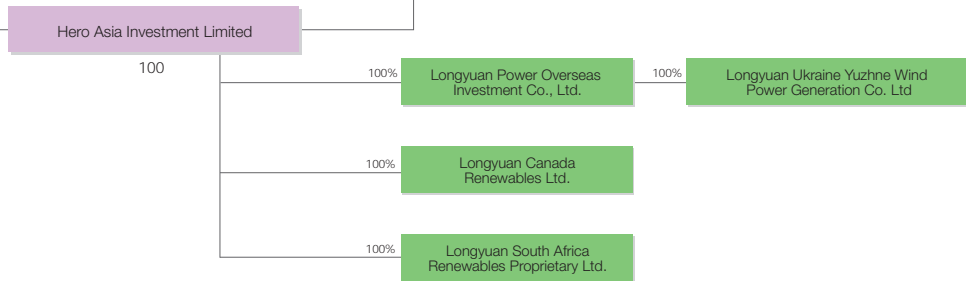 Hero Asia Investment Limited
100
100%
Longyuan Power Overseas
Investment Co., Ltd.
100%
Longyuan Ukraine Yuzhne Wind
Power Generation Co. Ltd
100%
Longyuan Canada
Renewables Ltd.
100%
Longyuan South Africa
Renewables Proprietary Ltd.